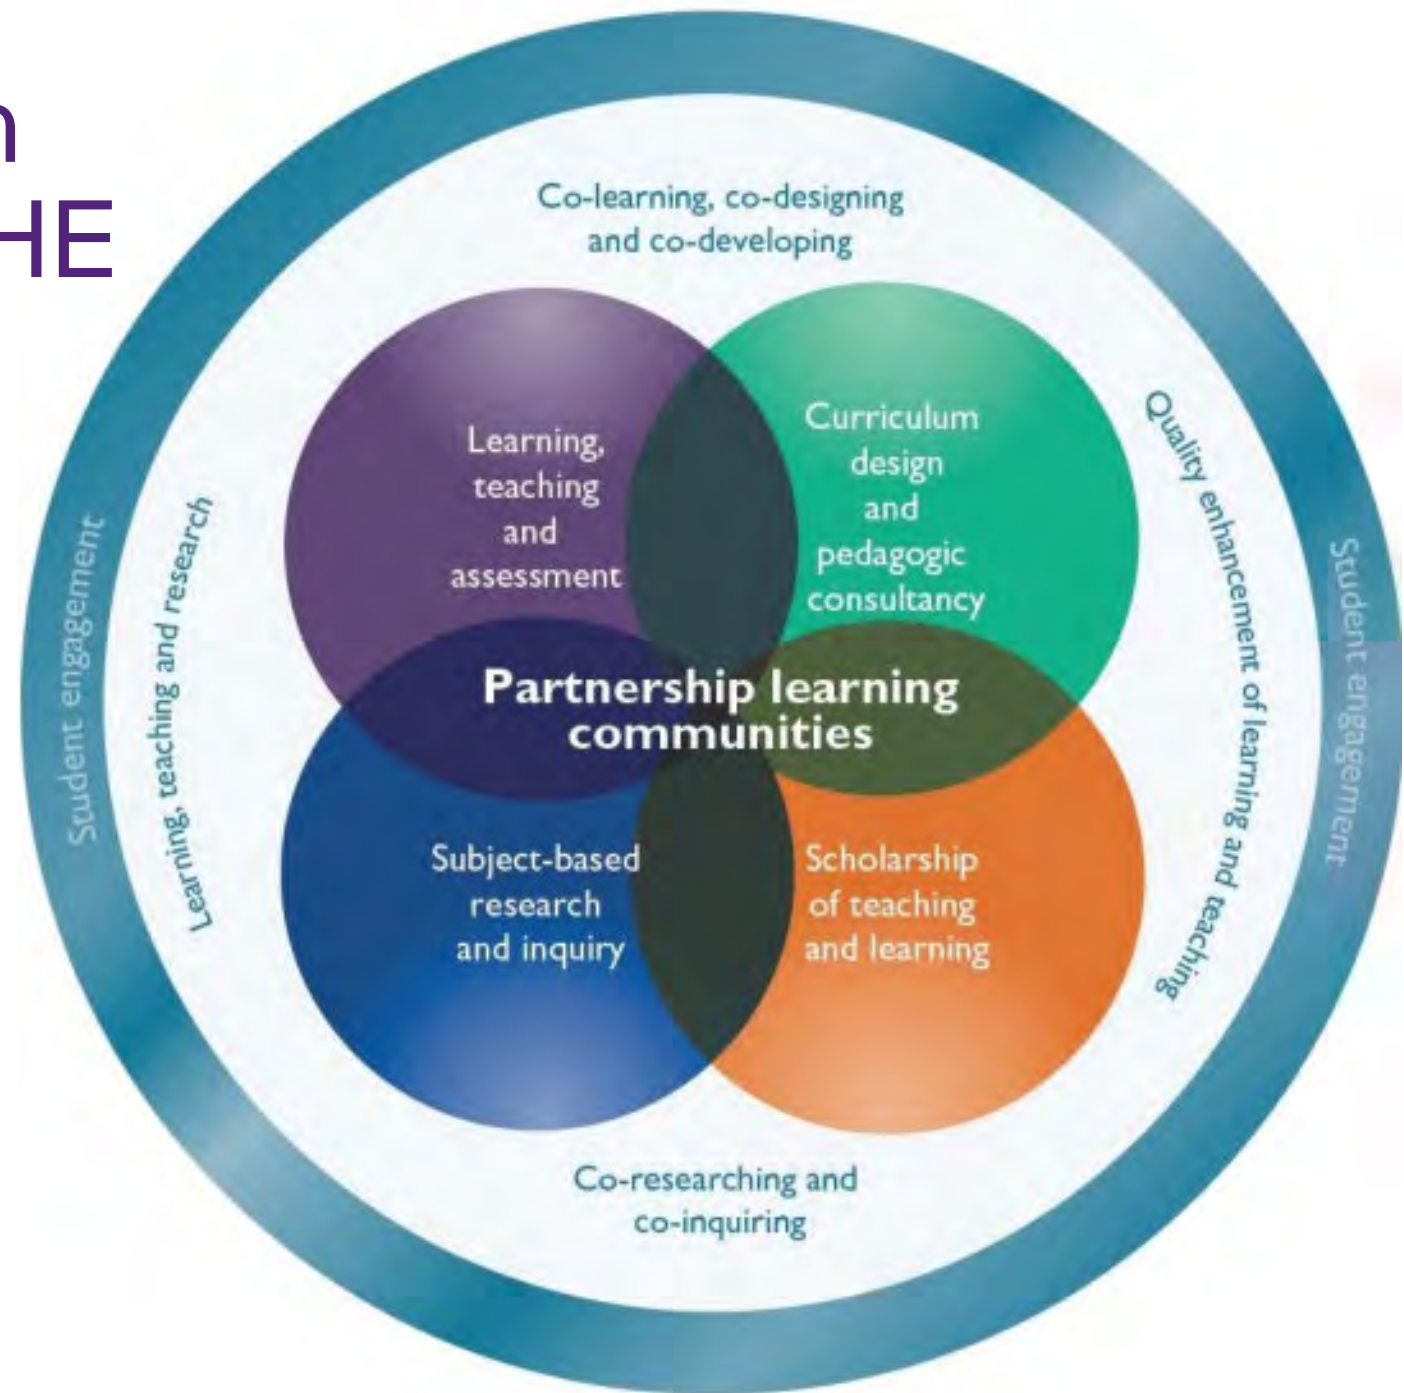 n
HE
Co-learning, co-designing
and co-developing
Learning,
teaching
and
assessment
Curriculum
design
and
pedagogic
consultancy
Quality enhancement of learning and teaching
Student engagement
Learning, teaching and research
Student engagement
Partnership learning
communities
Subject-based
research
and inquiry
Scholarship
of teaching
and learning
Co-researching and
co-inquiring